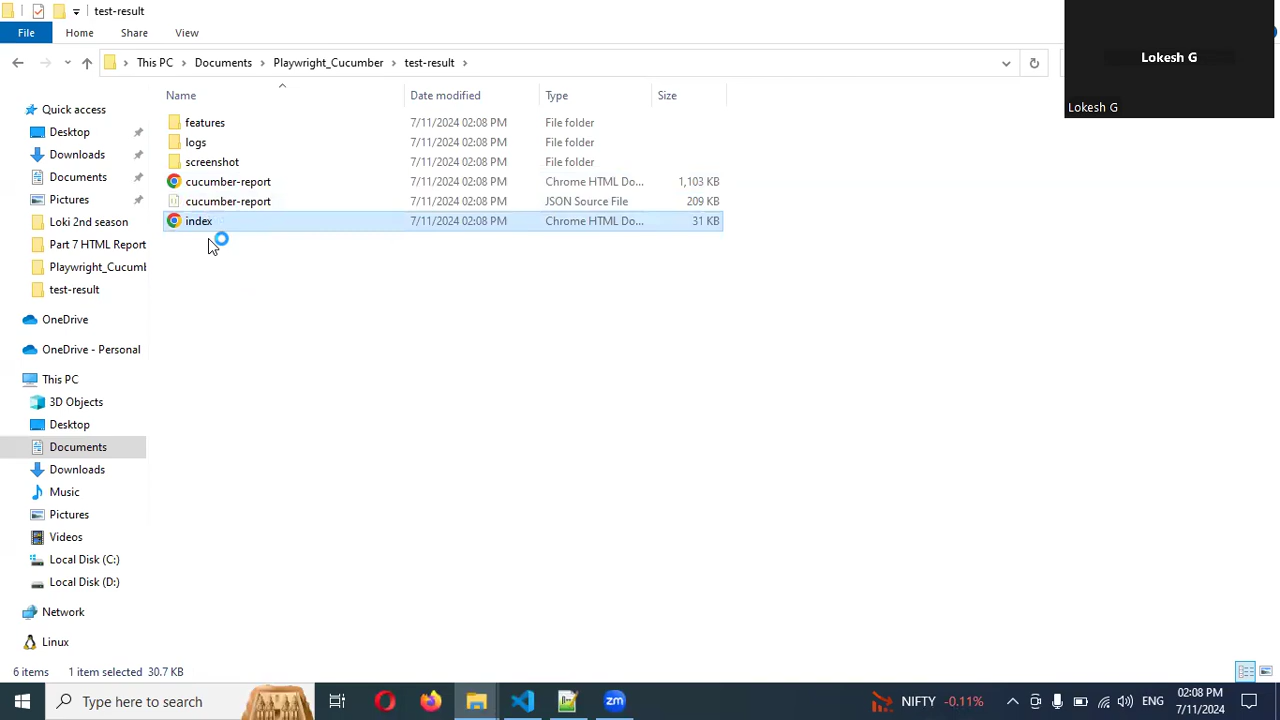 test-result
File Home Share View
This PC Documents Playwright_Cucumber test-result
Lokesh G
Lokesh G
Name Date modified Type Size
features 7/11/2024 02:08 PM File folder
logs 7/11/2024 02:08 PM File folder
screenshot 7/11/2024 02:08 PM File folder
cucumber-report 7/11/2024 02:08 PM Chrome HTML Do... 1,103 KB
cucumber-report 7/11/2024 02:08 PM JSON Source File 209 KB
index 7/11/2024 02:08 PM Chrome HTML Do... 31 KB
Quick access
Desktop
Downloads
Documents
Pictures
Loki 2nd season
Part 7 HTML Report
Playwright_Cucumb
test-result
OneDrive
OneDrive - Personal
This PC
3D Objects
Desktop
Documents
Downloads
Music
Pictures
Videos
Local Disk (C:)
Local Disk (D:)
Network
Linux
6 items 1 item selected 30.7 KB
Type here to search
zm
NIFTY -0.11%
ENG
02:08 PM
7/11/2024